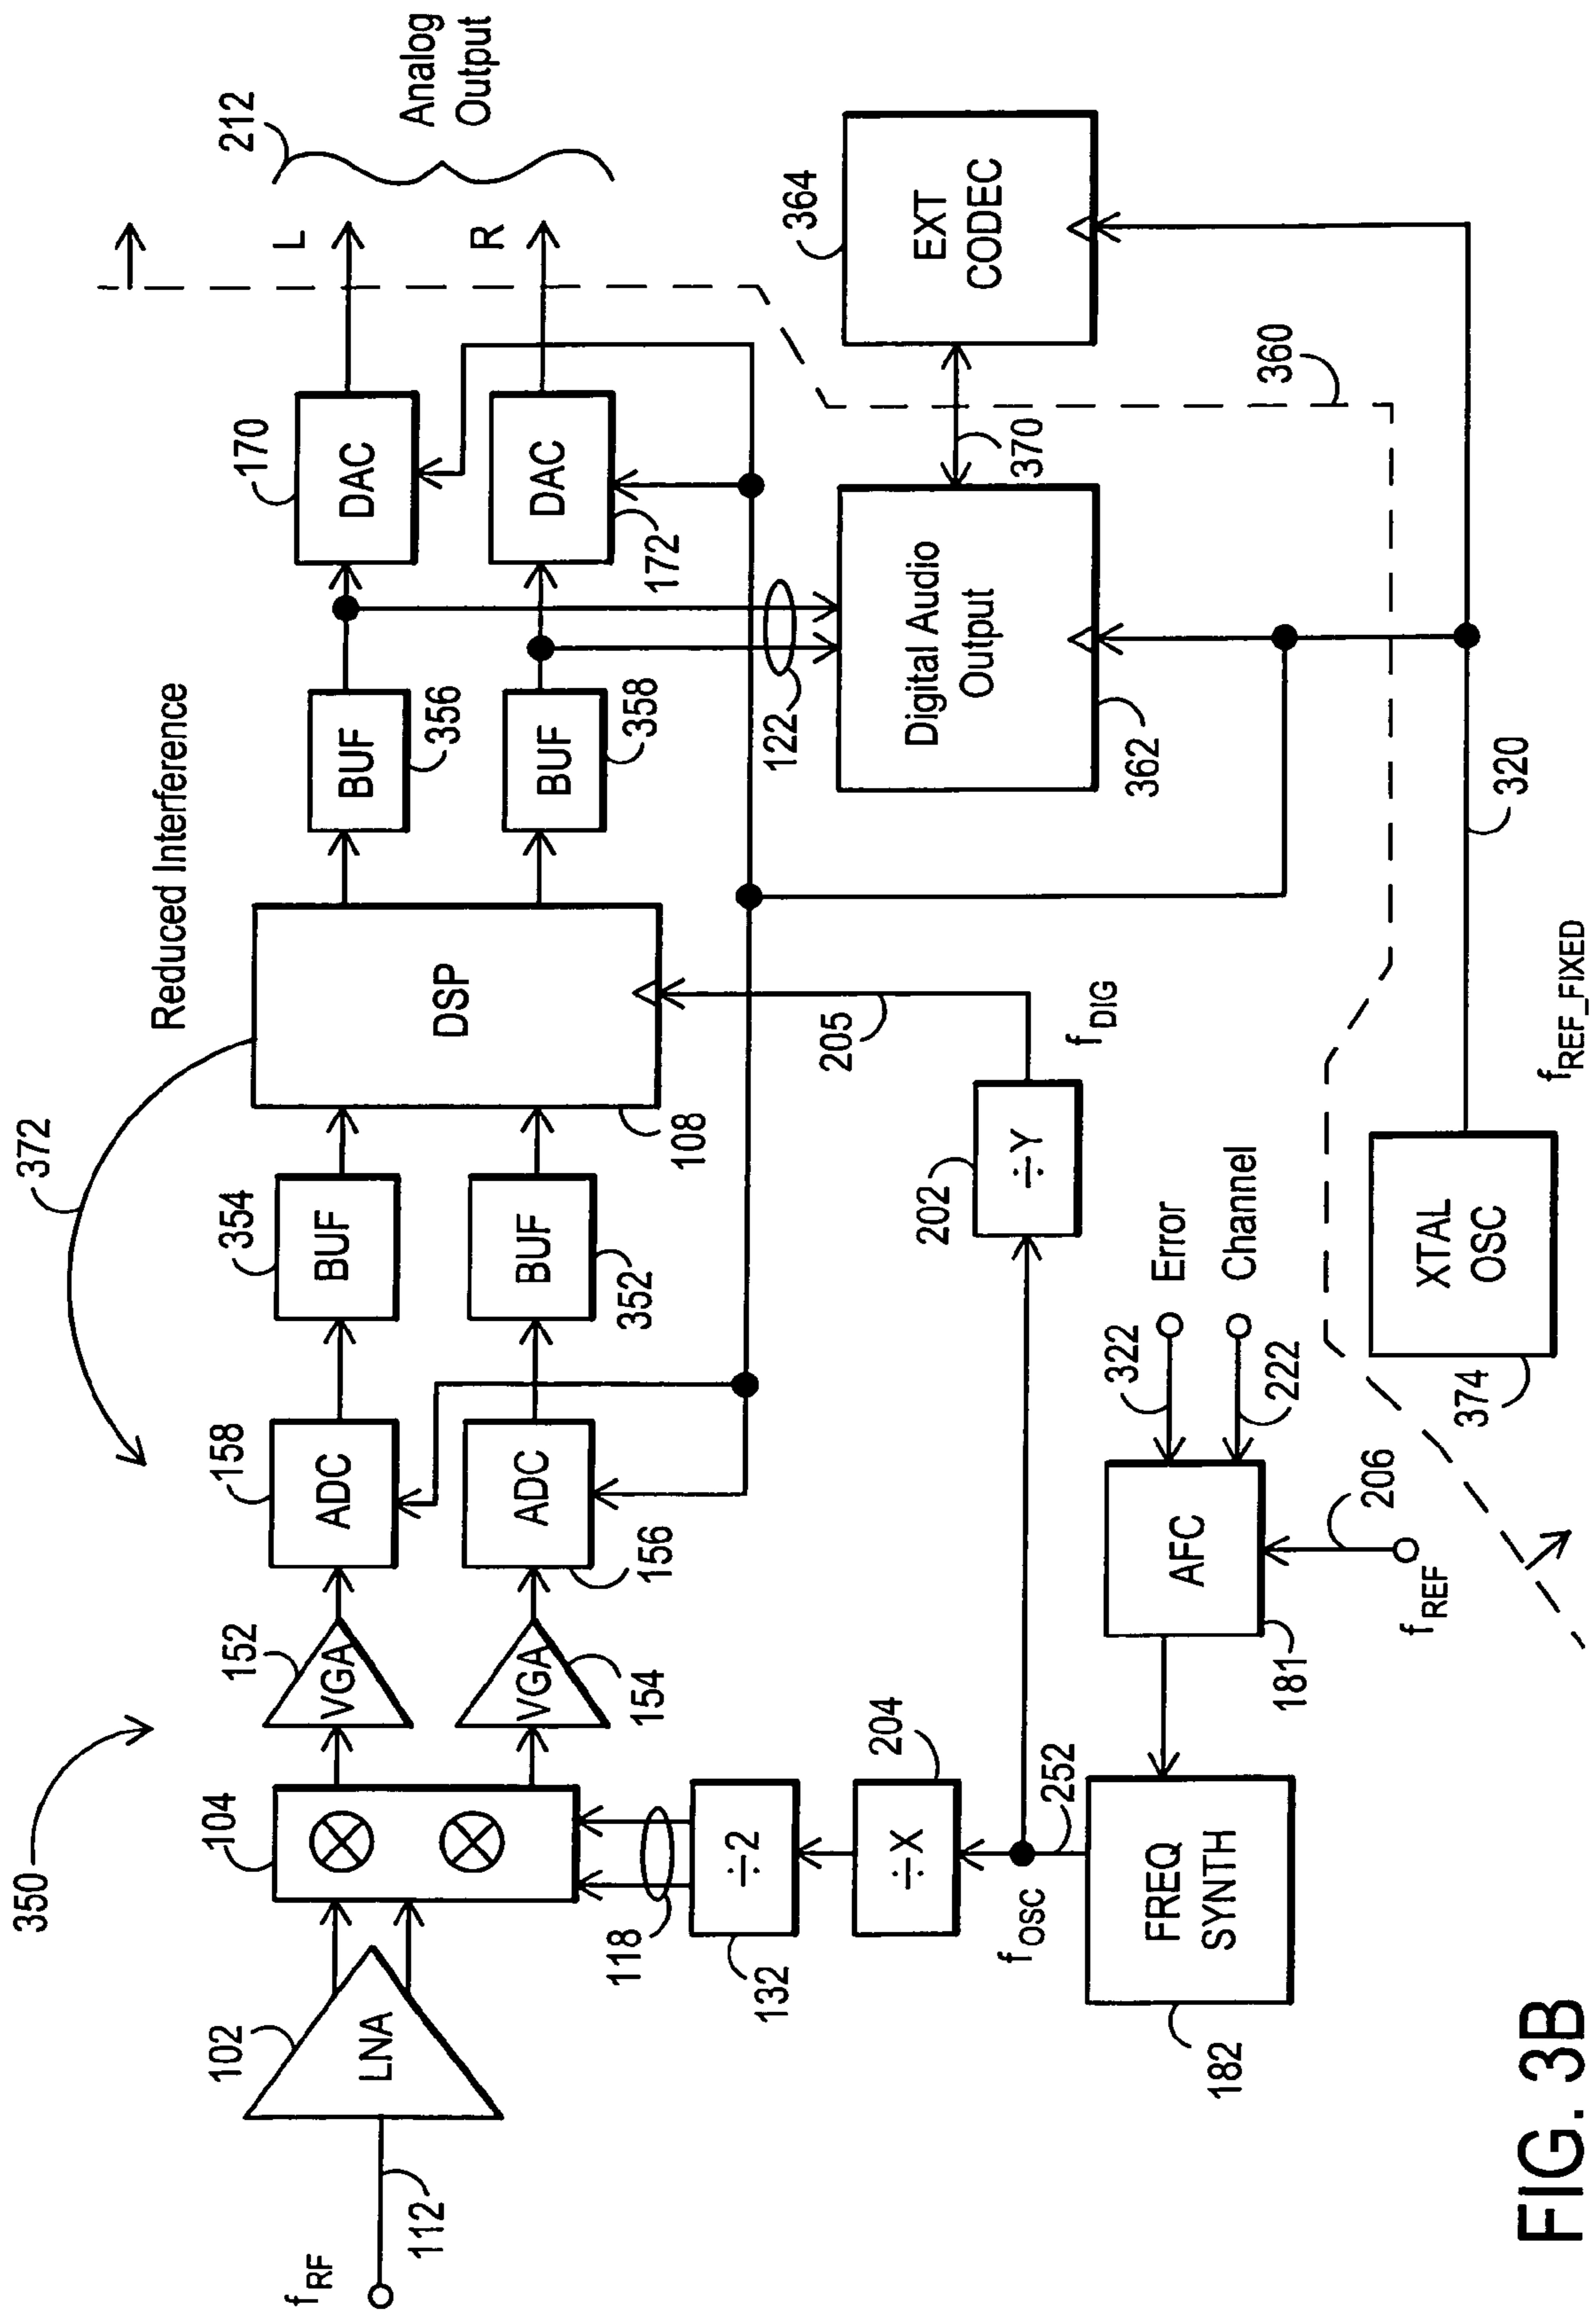 350
372
Reduced Interference
212
Analog
Output
f_RF
112
102
LNA
104
152
VGA
154
VGA
158
ADC
156
ADC
354
BUF
352
BUF
108
DSP
BUF
356
BUF
358
170
DAC
172
DAC
L
R
118
132
÷2
204
÷X
f_OSC
252
182
FREQ
SYNTH
181
AFC
322
Error
222
Channel
206
f_REF
202
÷Y
205
f_DIG
122
362
Digital Audio
Output
370
364
EXT
CODEC
360
320
374
XTAL
OSC
f_REF_FIXED
FIG. 3B